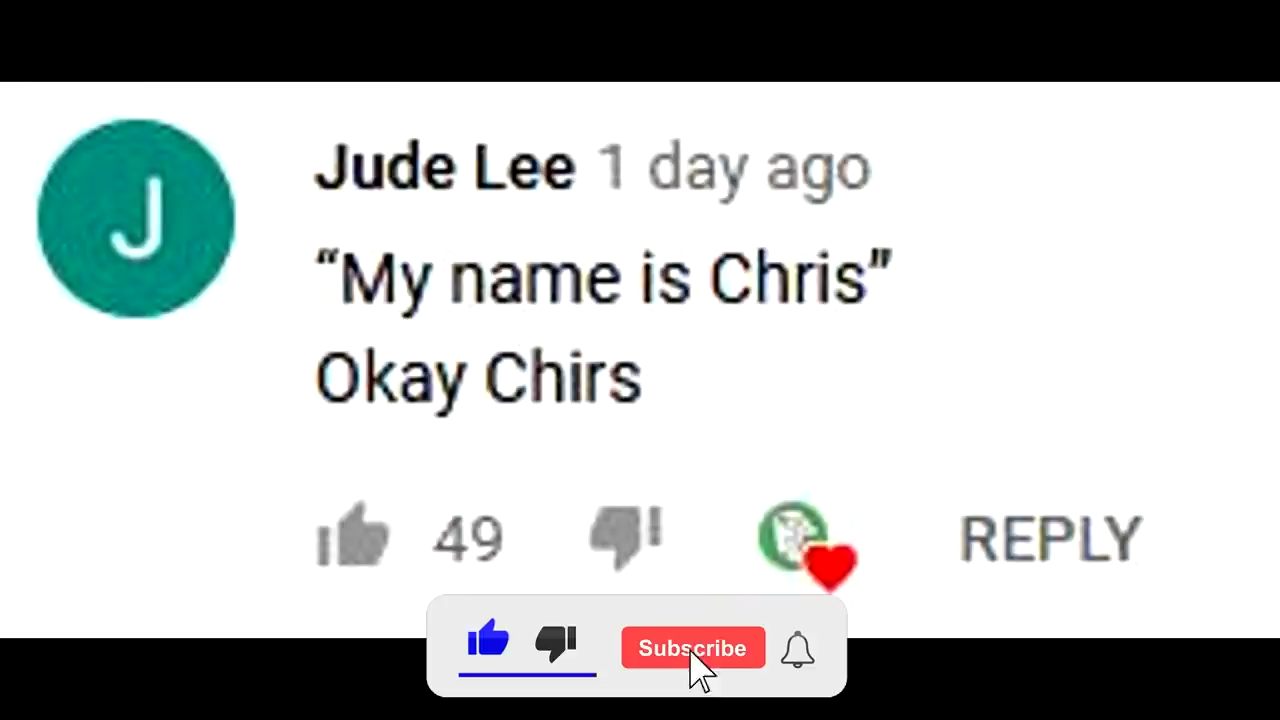 J
Jude Lee 1 day ago
“My name is Chris”
Okay Chirs
49 REPLY
Subscribe